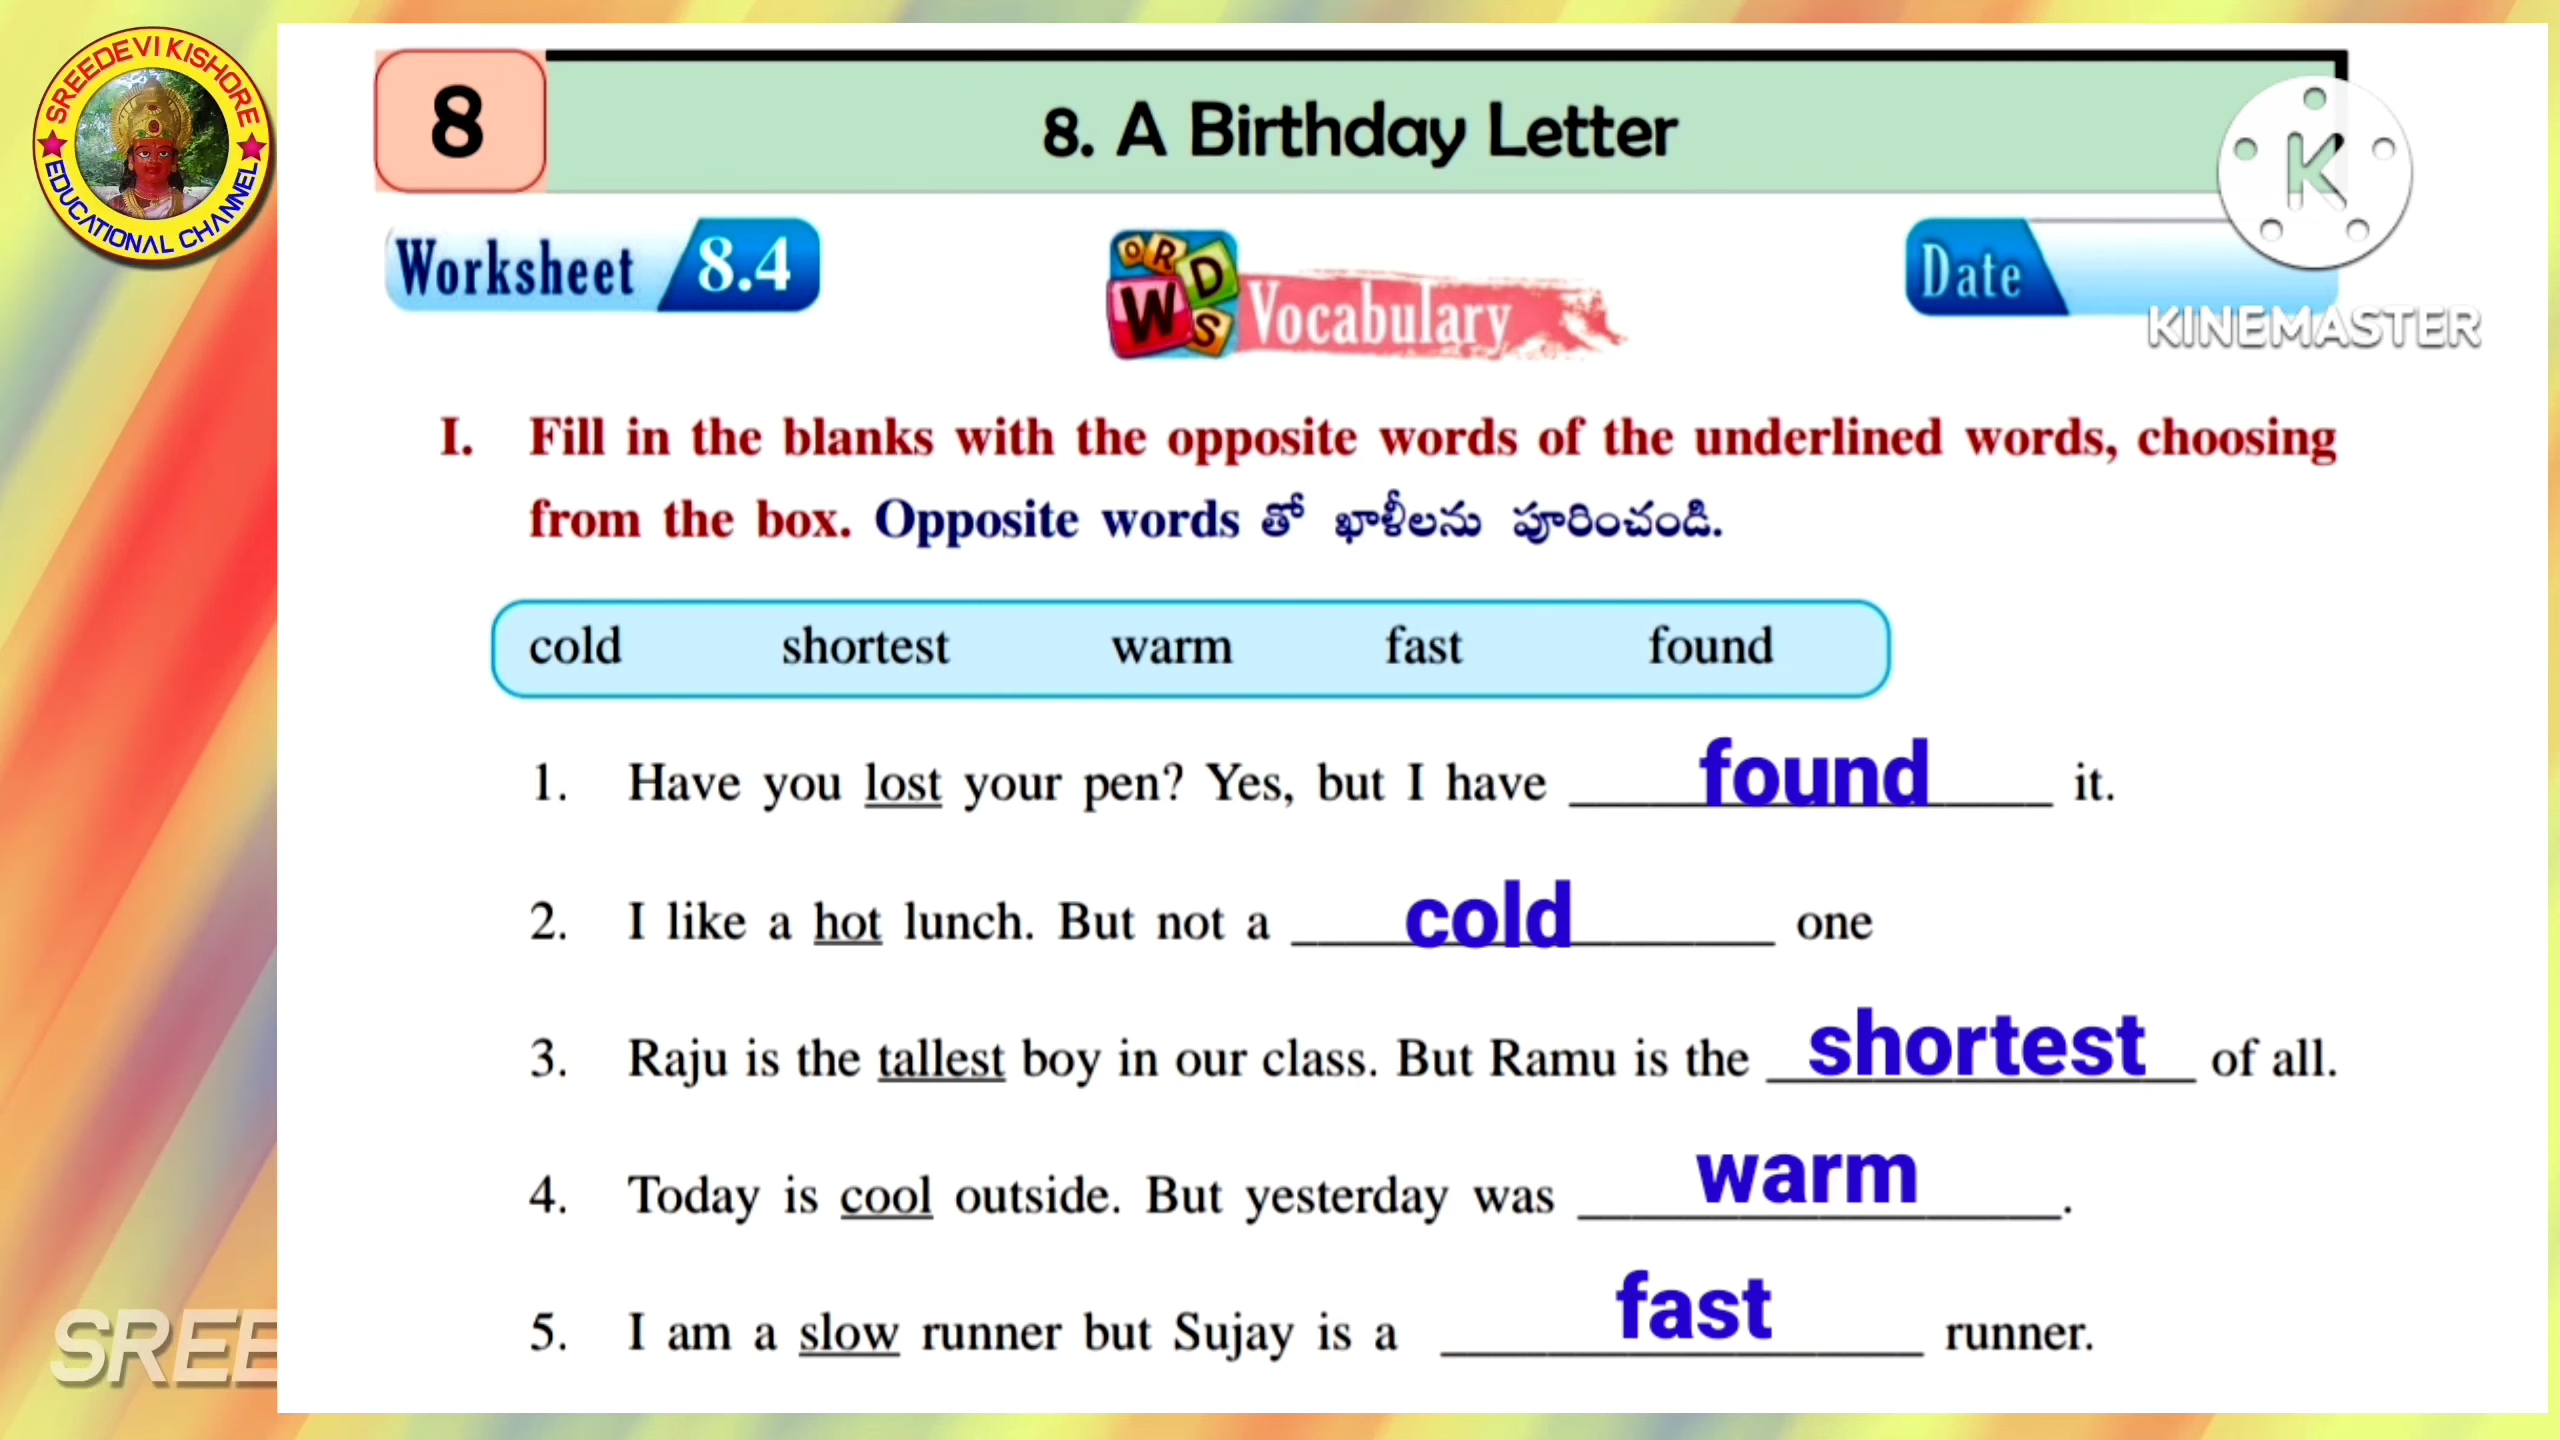 SREEDEVI KISHORE
EDUCATIONAL CHANNEL
8
8. A Birthday Letter
K
KINEMASTER
Worksheet 8.4
WORDS Vocabulary
Date
I. Fill in the blanks with the opposite words of the underlined words, choosing
from the box. Opposite words తో ఖాళీలను పూరించండి.
cold shortest warm fast found
1. Have you lost your pen? Yes, but I have found it.
2. I like a hot lunch. But not a cold one
3. Raju is the tallest boy in our class. But Ramu is the shortest of all.
4. Today is cool outside. But yesterday was warm.
5. I am a slow runner but Sujay is a fast runner.
SREE